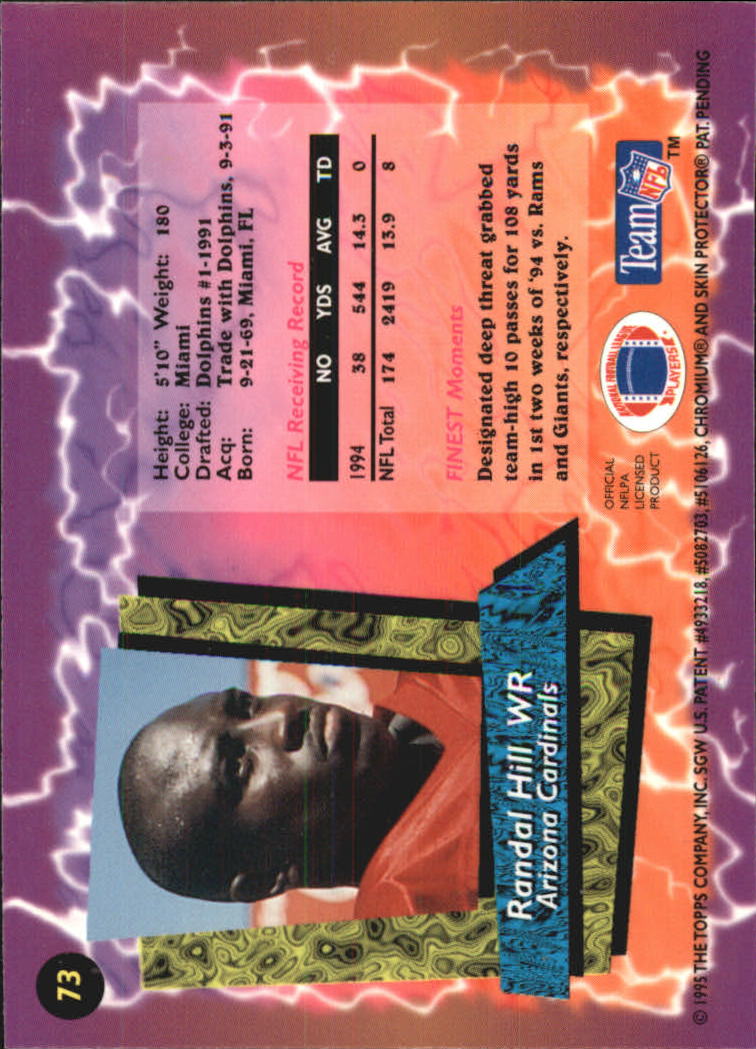 73
Randal Hill WR
Arizona Cardinals
Height: 5'10" Weight: 180
College: Miami
Drafted: Dolphins #1-1991
Acq: Trade with Dolphins, 9-3-91
Born: 9-21-69, Miami, FL
NFL Receiving Record
NO YDS AVG TD
1994 38 544 14.3 0
NFL Total 174 2419 13.9 8
FINEST Moments
Designated deep threat grabbed
team-high 10 passes for 108 yards
in 1st two weeks of '94 vs. Rams
and Giants, respectively.
OFFICIAL
NFLPA
LICENSED
PRODUCT
NATIONAL FOOTBALL LEAGUE
PLAYERS
Team NFL TM
© 1995 THE TOPPS COMPANY, INC. SGW U.S. PATENT #4933218, #5082703, #5106126, CHROMIUM® AND SKIN PROTECTOR® PAT. PENDING